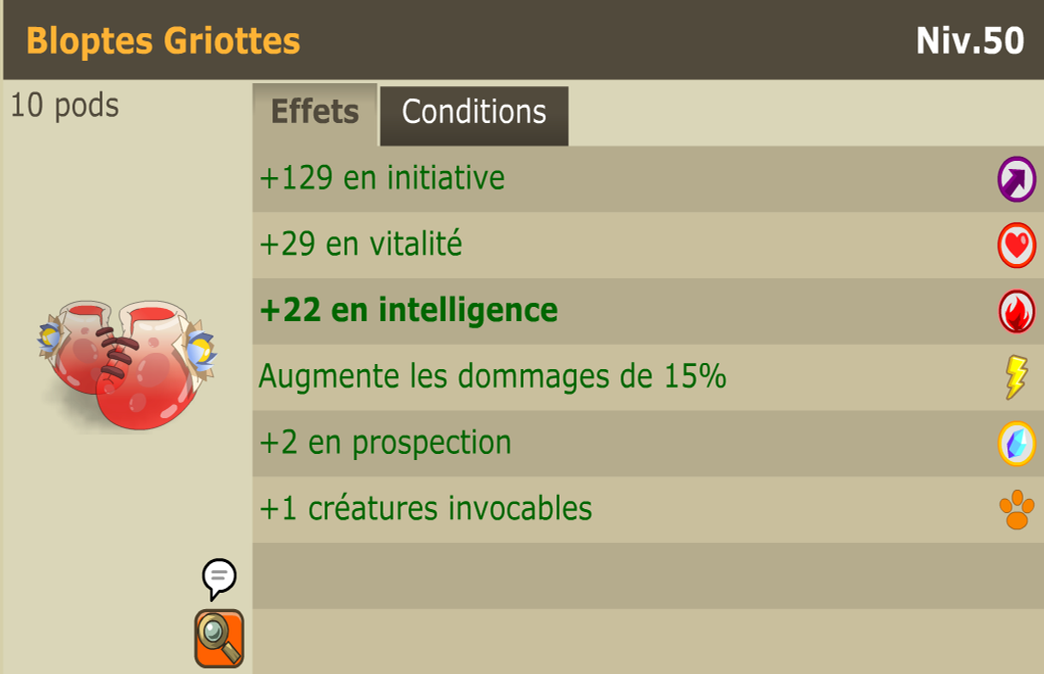 Bloptes Griottes
Niv.50
10 pods
Effets
Conditions
+129 en initiative
+29 en vitalité
+22 en intelligence
Augmente les dommages de 15%
+2 en prospection
+1 créatures invocables